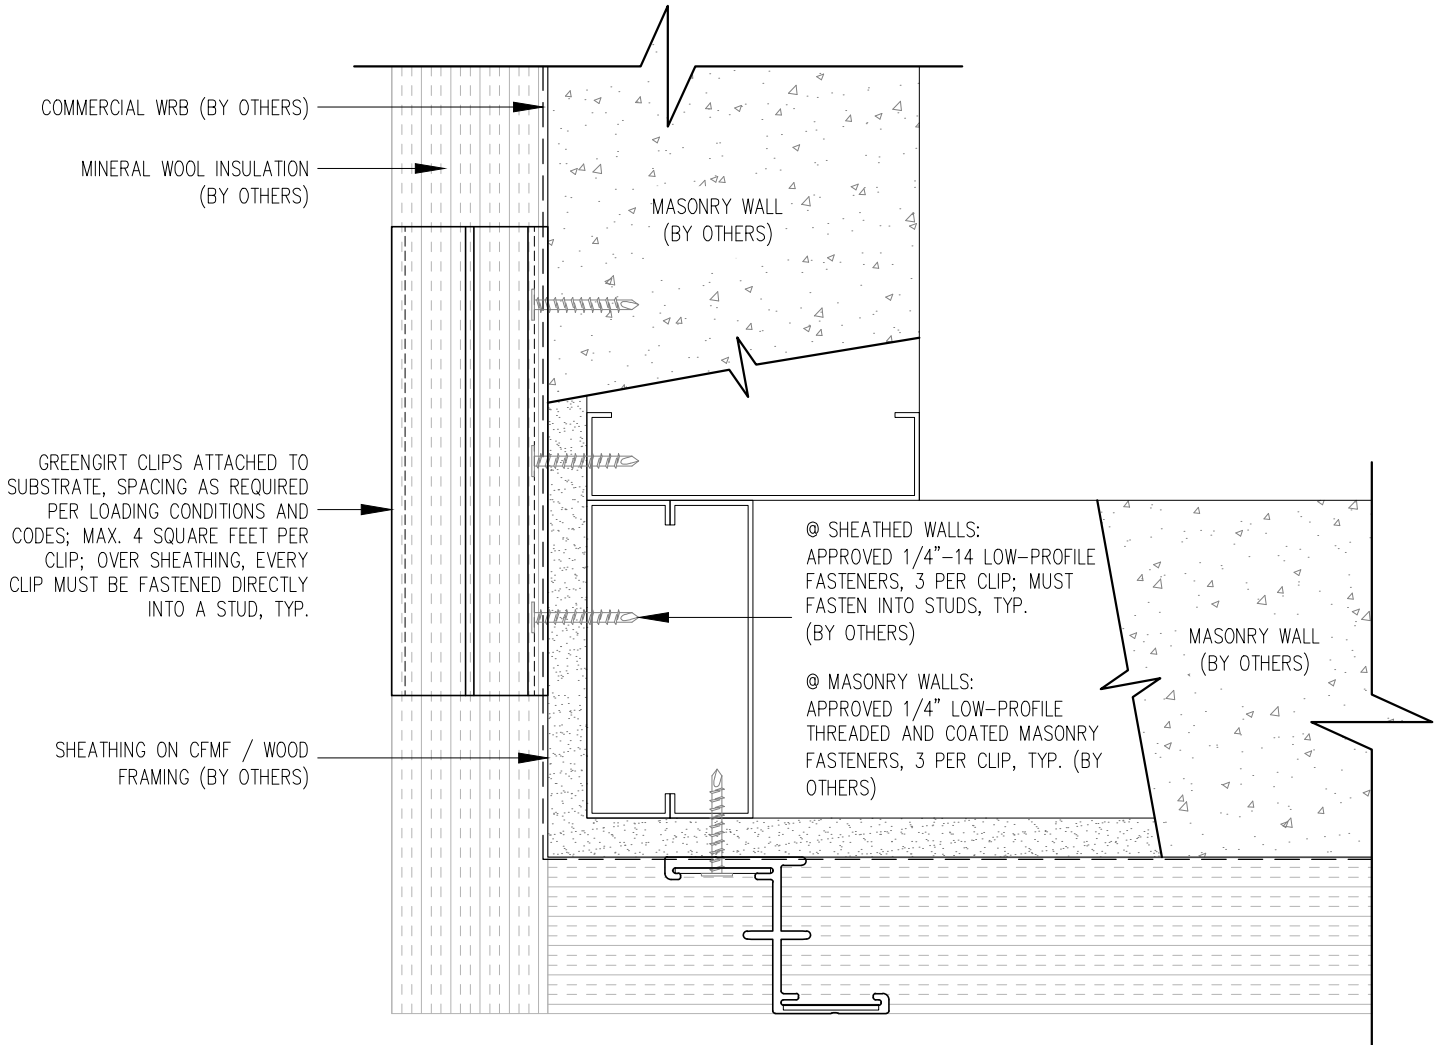 COMMERCIAL WRB (BY OTHERS)
MINERAL WOOL INSULATION
(BY OTHERS)
MASONRY WALL
(BY OTHERS)
GREENGIRT CLIPS ATTACHED TO
SUBSTRATE, SPACING AS REQUIRED
PER LOADING CONDITIONS AND
CODES; MAX. 4 SQUARE FEET PER
CLIP; OVER SHEATHING, EVERY
CLIP MUST BE FASTENED DIRECTLY
INTO A STUD, TYP.
@ SHEATHED WALLS:
APPROVED 1/4"-14 LOW-PROFILE
FASTENERS, 3 PER CLIP; MUST
FASTEN INTO STUDS, TYP.
(BY OTHERS)
@ MASONRY WALLS:
APPROVED 1/4" LOW-PROFILE
THREADED AND COATED MASONRY
FASTENERS, 3 PER CLIP, TYP. (BY
OTHERS)
MASONRY WALL
(BY OTHERS)
SHEATHING ON CFMF / WOOD
FRAMING (BY OTHERS)